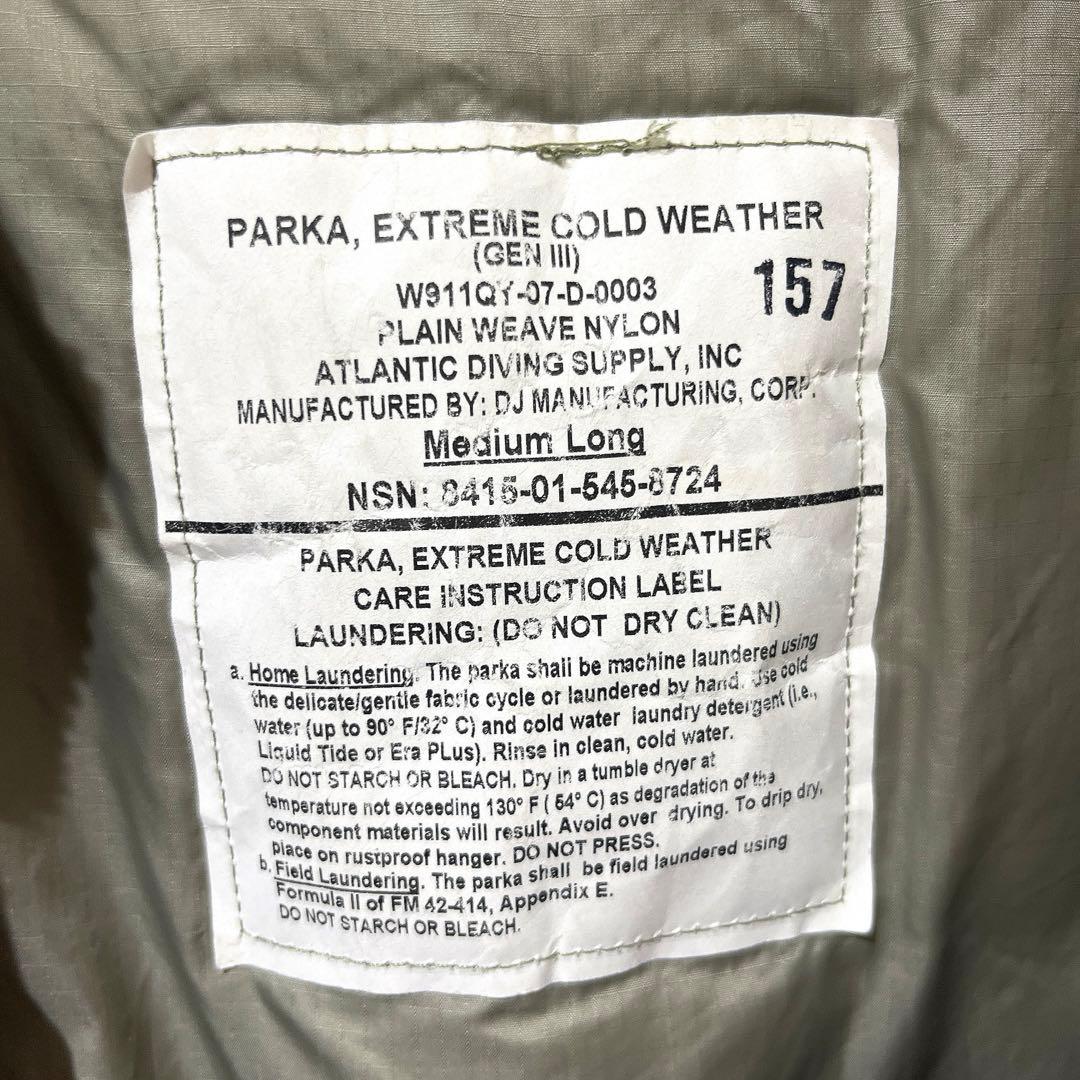 PARKA, EXTREME COLD WEATHER
(GEN III)
W911QY-07-D-0003
157
PLAIN WEAVE NYLON
ATLANTIC DIVING SUPPLY, INC
MANUFACTURED BY: DJ MANUFACTURING, CORP.
Medium Long
NSN: 8415-01-545-8724
PARKA, EXTREME COLD WEATHER
CARE INSTRUCTION LABEL
LAUNDERING: (DO NOT DRY CLEAN)
a. Home Laundering. The parka shall be machine laundered using
the delicate/gentle fabric cycle or laundered by hand. Use cold
water (up to 90° F/32° C) and cold water laundry detergent (i.e.,
Liquid Tide or Era Plus). Rinse in clean, cold water.
DO NOT STARCH OR BLEACH. Dry in a tumble dryer at
temperature not exceeding 130° F ( 54° C) as degradation of the
component materials will result. Avoid over drying. To drip dry,
place on rustproof hanger. DO NOT PRESS.
b. Field Laundering. The parka shall be field laundered using
Formula II of FM 42-414, Appendix E.
DO NOT STARCH OR BLEACH.